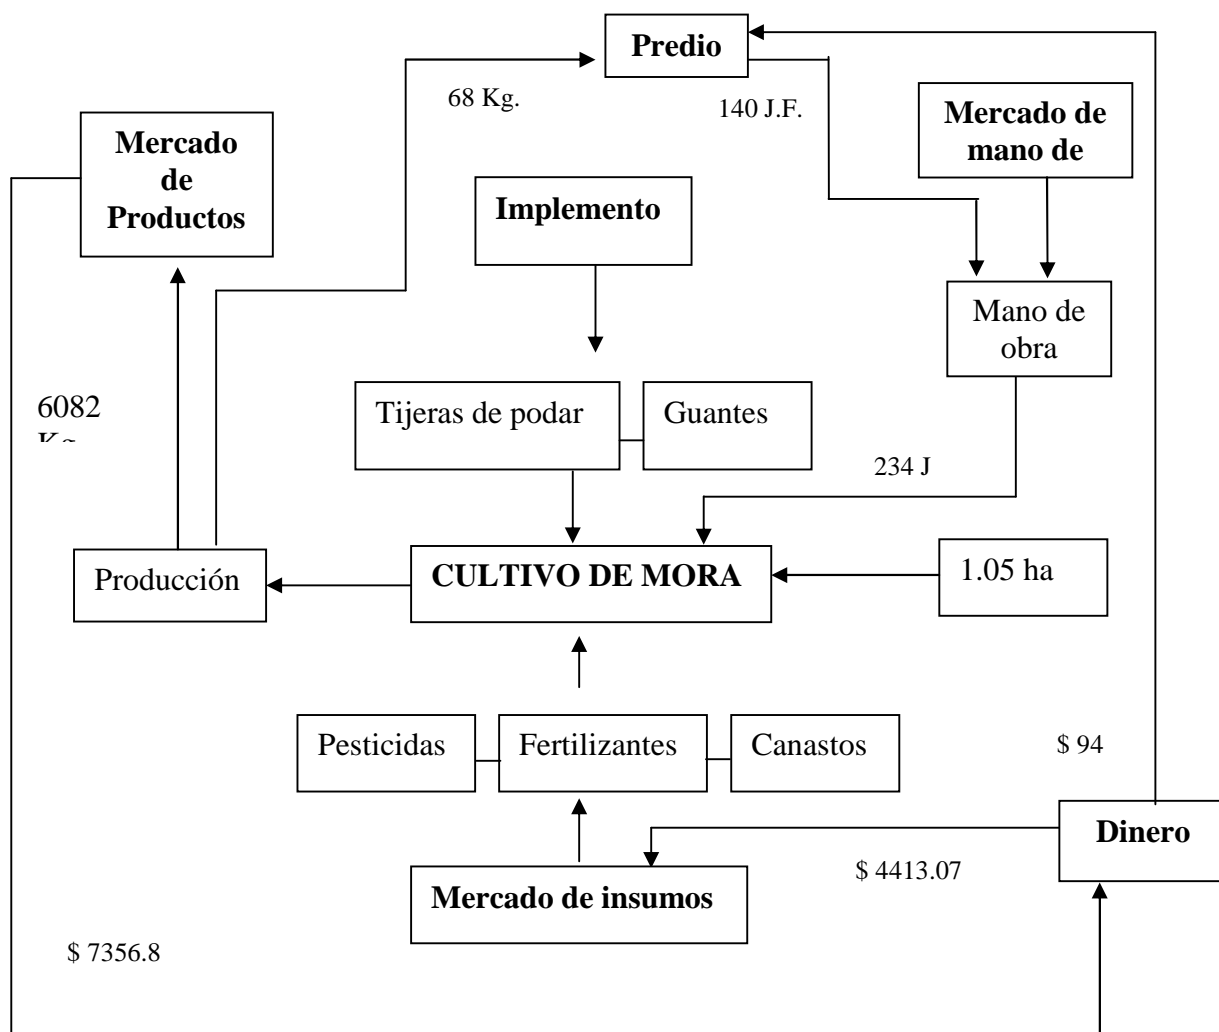 Predio
68 Kg.
140 J.F.
Mercado de
mano de
Mercado
de
Productos
Implemento
Mano de
obra
6082
Tijeras de podar
Guantes
234 J
Producción
CULTIVO DE MORA
1.05 ha
Pesticidas
Fertilizantes
Canastos
$ 94
Dinero
$ 4413.07
Mercado de insumos
$ 7356.8